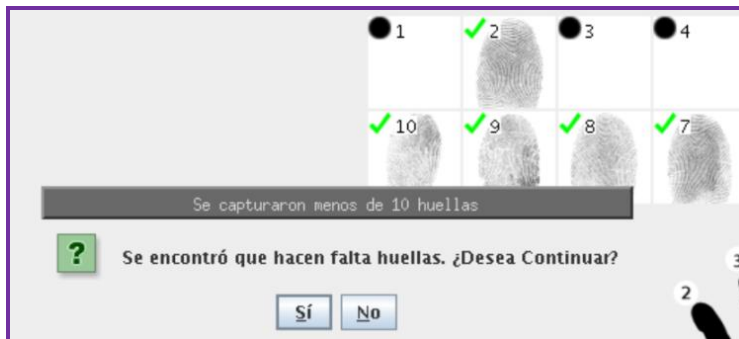 1 2 3 4
10 9 8 7
Se capturaron menos de 10 huellas
Se encontró que hacen falta huellas. ¿Desea Continuar?
3
2
Sí No